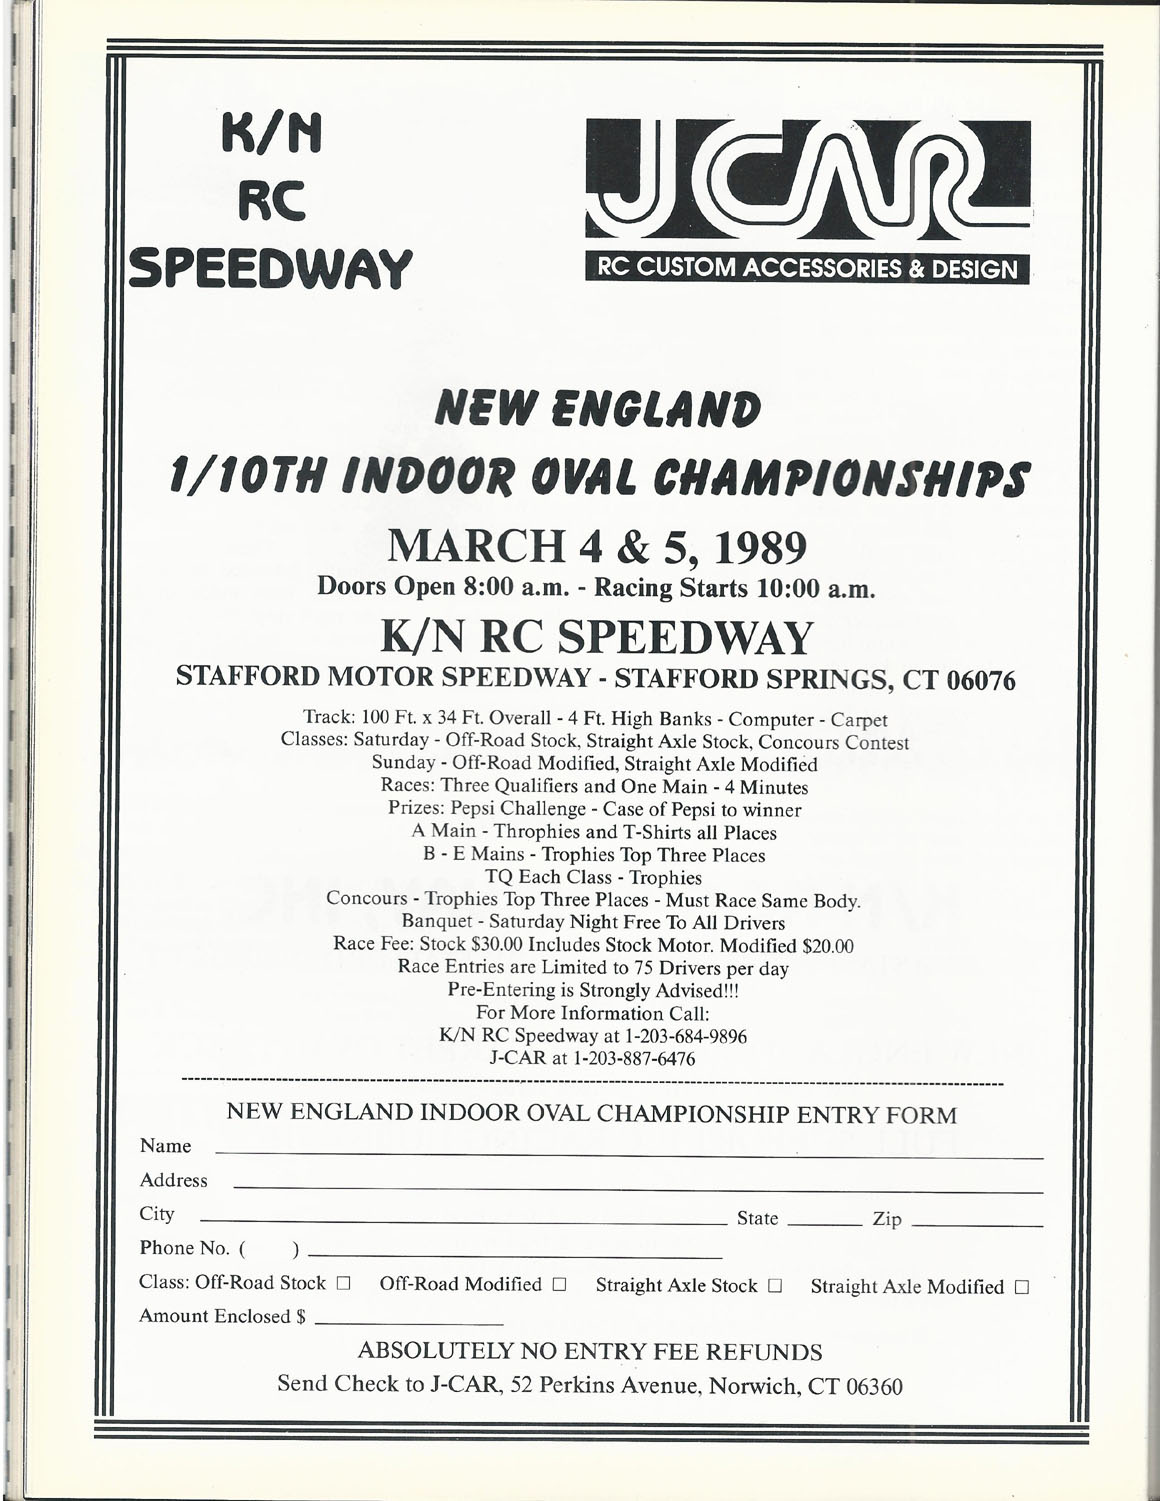 K/N
RC
SPEEDWAY
JCAR
RC CUSTOM ACCESSORIES & DESIGN
NEW ENGLAND
1/10TH INDOOR OVAL CHAMPIONSHIPS
MARCH 4 & 5, 1989
Doors Open 8:00 a.m. - Racing Starts 10:00 a.m.
K/N RC SPEEDWAY
STAFFORD MOTOR SPEEDWAY - STAFFORD SPRINGS, CT 06076
Track: 100 Ft. x 34 Ft. Overall - 4 Ft. High Banks - Computer - Carpet
Classes: Saturday - Off-Road Stock, Straight Axle Stock, Concours Contest
Sunday - Off-Road Modified, Straight Axle Modified
Races: Three Qualifiers and One Main - 4 Minutes
Prizes: Pepsi Challenge - Case of Pepsi to winner
A Main - Throphies and T-Shirts all Places
B - E Mains - Trophies Top Three Places
TQ Each Class - Trophies
Concours - Trophies Top Three Places - Must Race Same Body.
Banquet - Saturday Night Free To All Drivers
Race Fee: Stock $30.00 Includes Stock Motor. Modified $20.00
Race Entries are Limited to 75 Drivers per day
Pre-Entering is Strongly Advised!!!
For More Information Call:
K/N RC Speedway at 1-203-684-9896
J-CAR at 1-203-887-6476
NEW ENGLAND INDOOR OVAL CHAMPIONSHIP ENTRY FORM
Name
Address
City State Zip
Phone No. ( )
Class: Off-Road Stock □ Off-Road Modified □ Straight Axle Stock □ Straight Axle Modified □
Amount Enclosed $
ABSOLUTELY NO ENTRY FEE REFUNDS
Send Check to J-CAR, 52 Perkins Avenue, Norwich, CT 06360